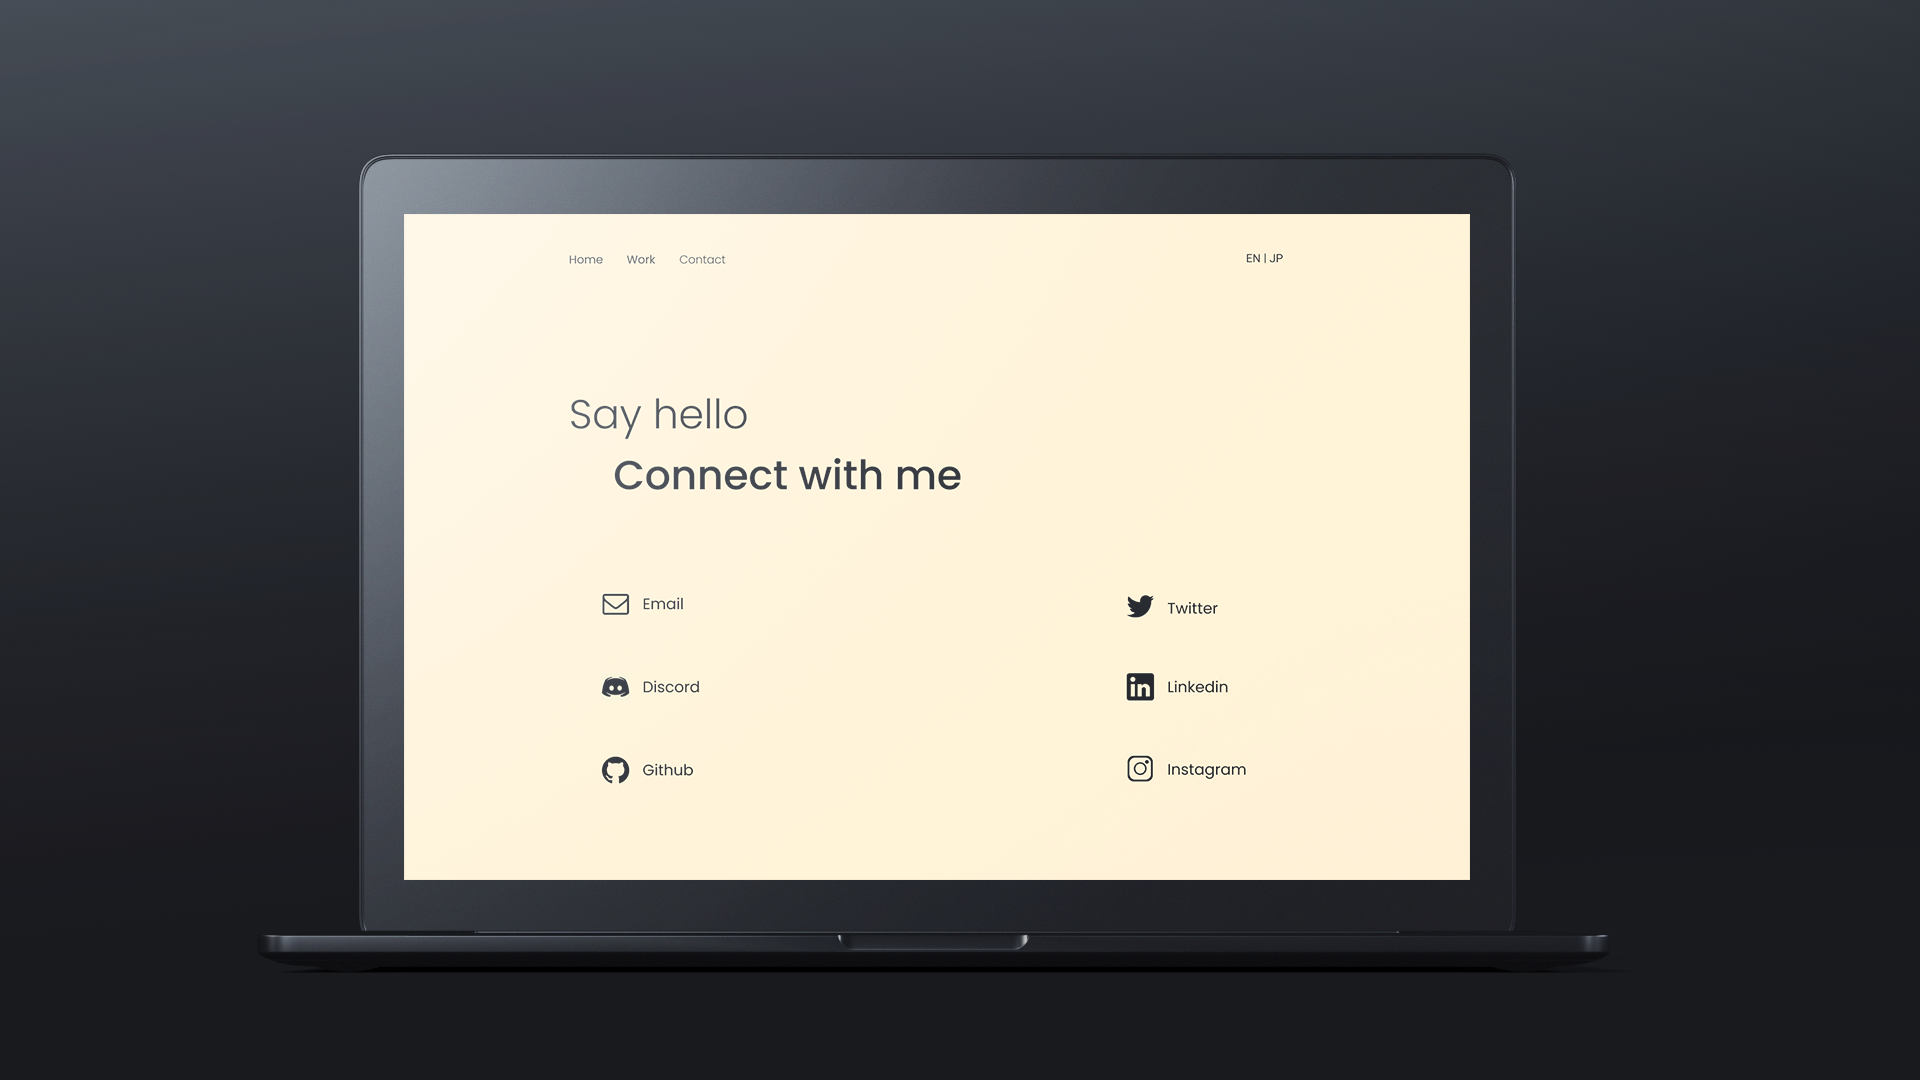 Home Work Contact EN | JP
Say hello
Connect with me
Email Twitter
Discord Linkedin
Github Instagram